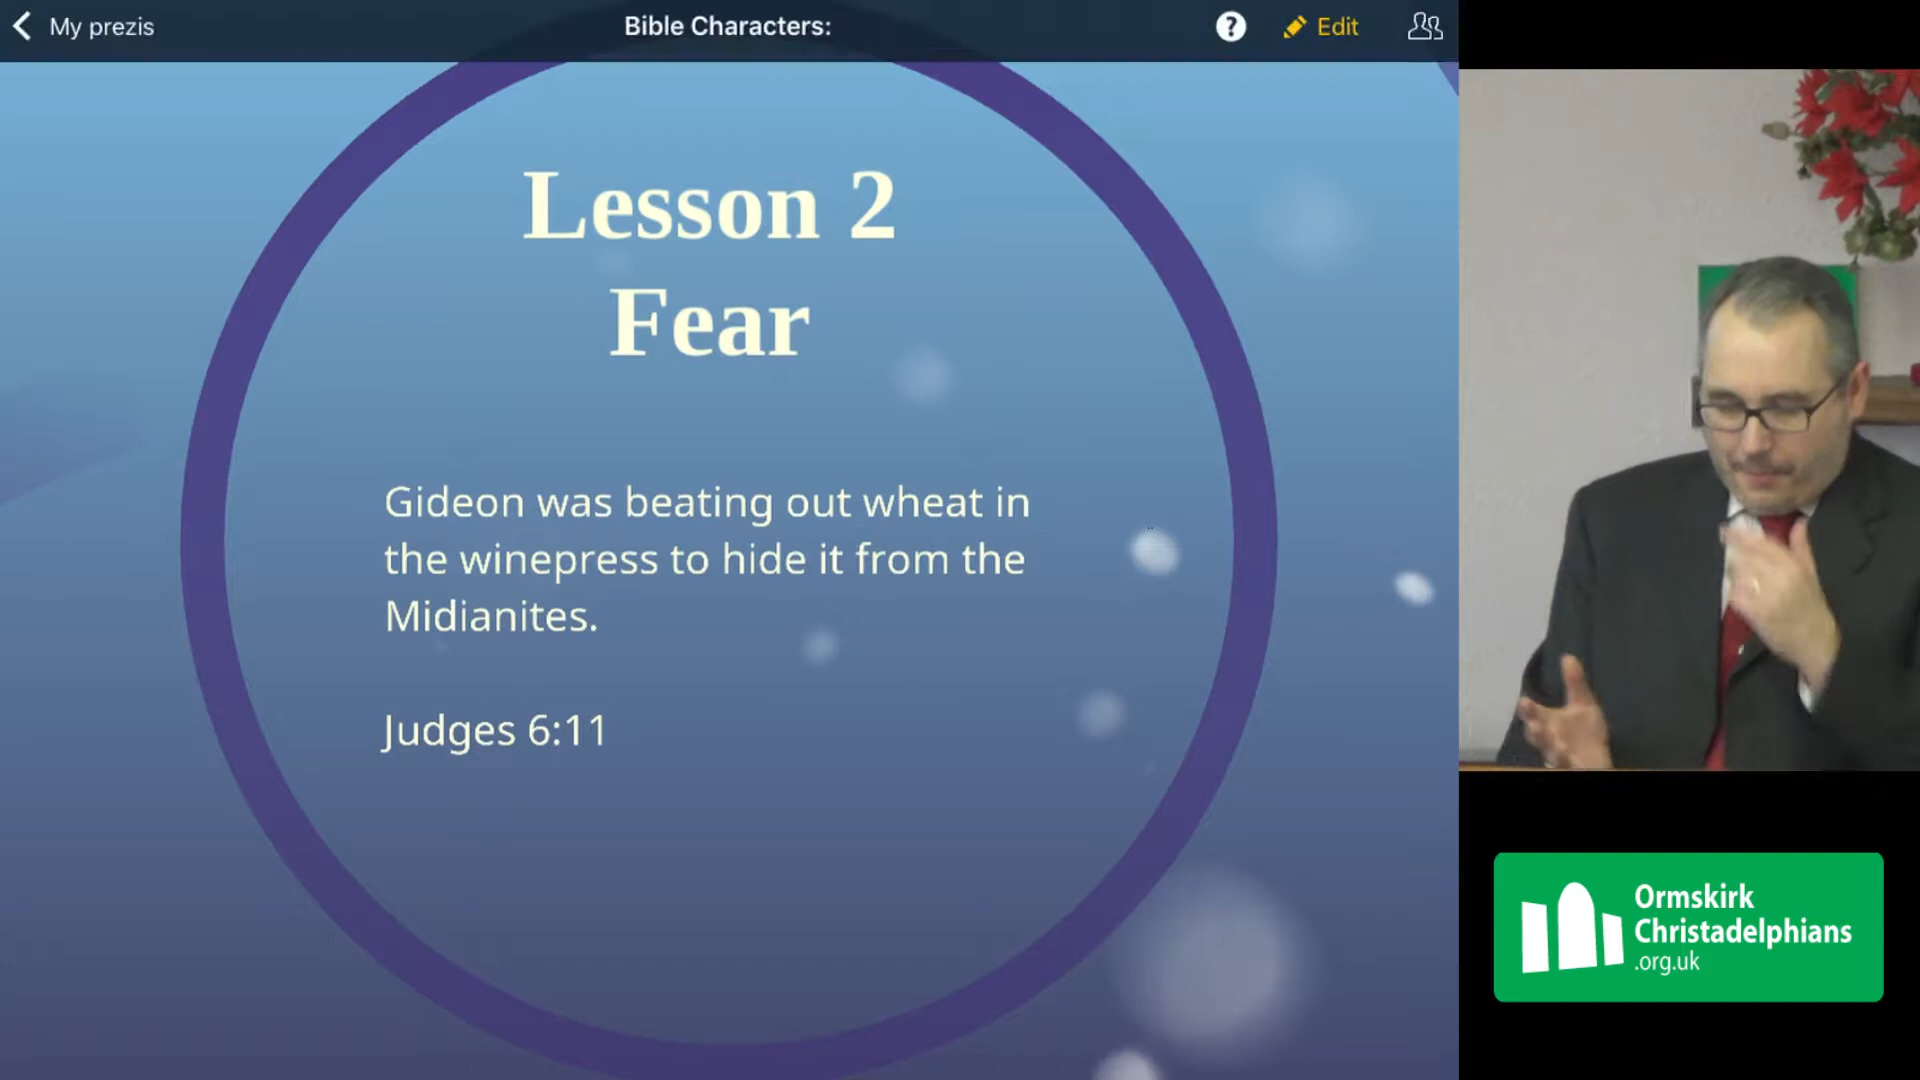 My prezis
Bible Characters:
?
Edit
Lesson 2
Fear
Gideon was beating out wheat in
the winepress to hide it from the
Midianites.
Judges 6:11
Ormskirk
Christadelphians
.org.uk